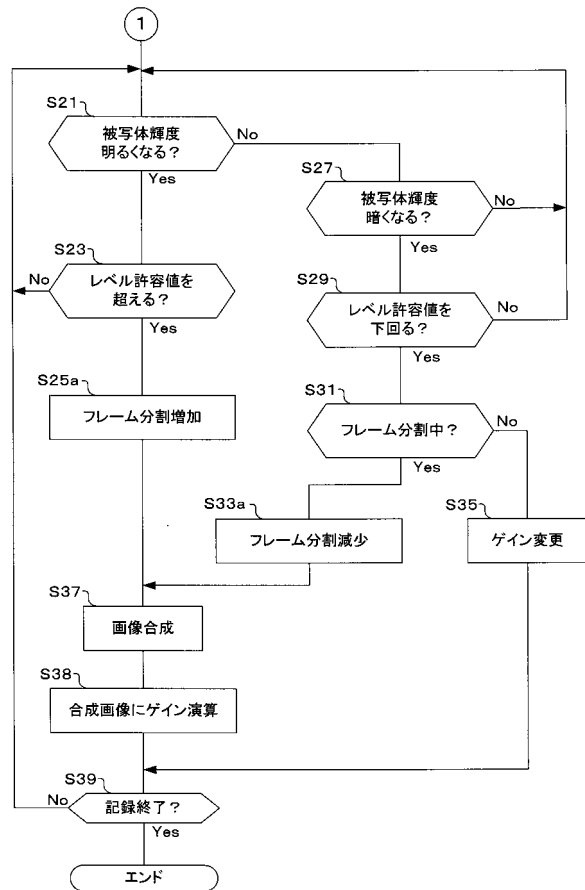 1
S21
被写体輝度
明るくなる?
No
Yes
S27
被写体輝度
暗くなる?
No
Yes
S23
No
レベル許容値を
超える?
Yes
S29
レベル許容値を
下回る?
No
Yes
S25a
フレーム分割増加
S31
フレーム分割中?
No
Yes
S33a
フレーム分割減少
S35
ゲイン変更
S37
画像合成
S38
合成画像にゲイン演算
S39
No
記録終了?
Yes
エンド